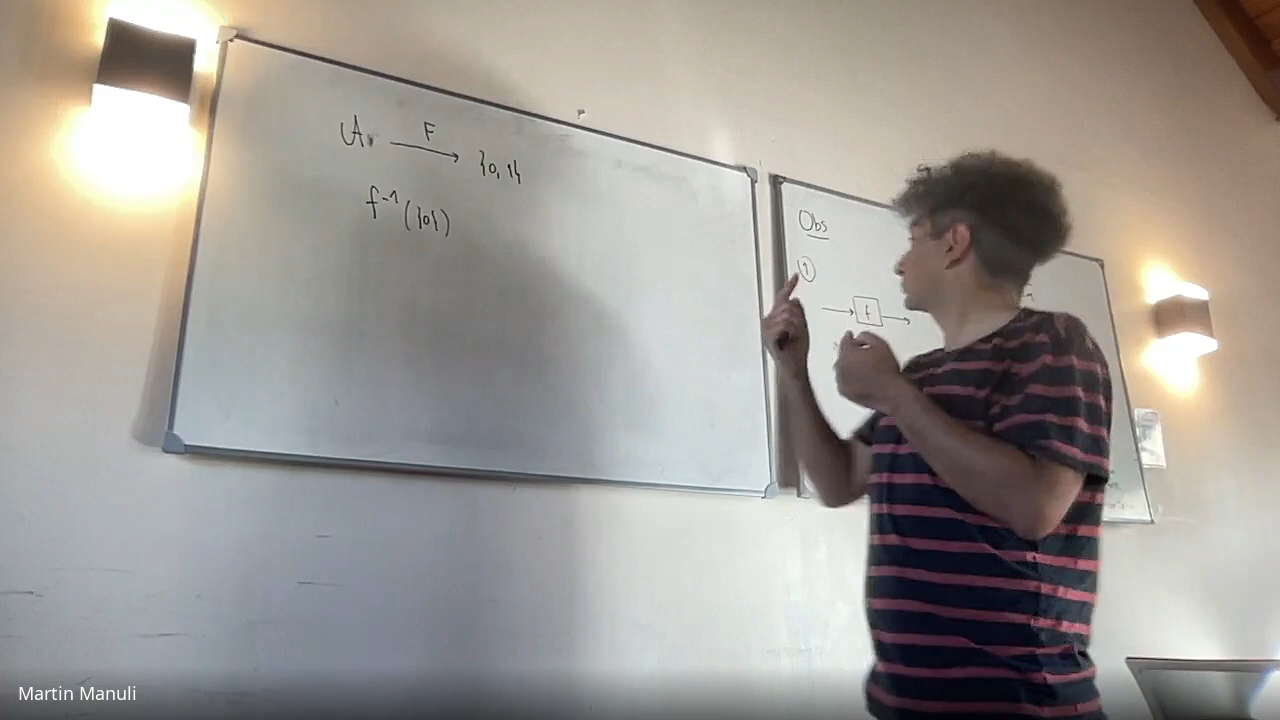 A F → {0, 1}
f⁻¹({0})
Obs
①
→ f →
Martin Manuli